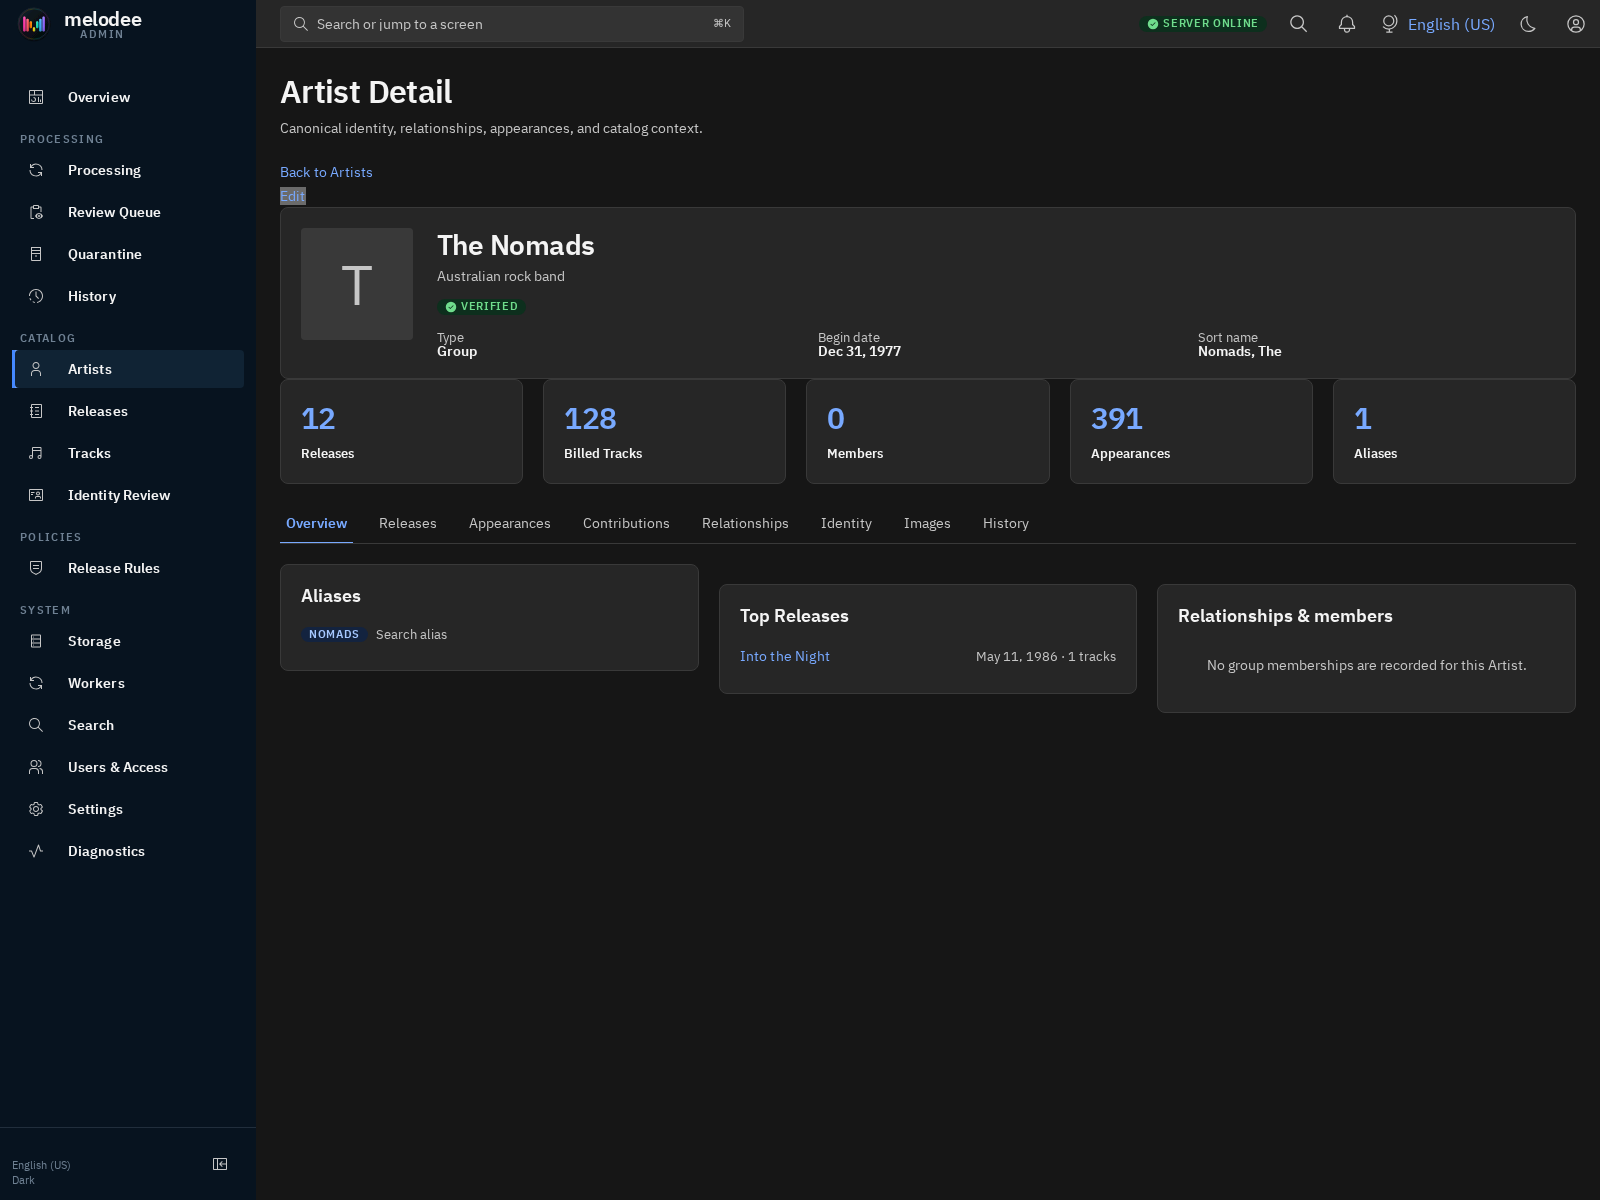 melodee
ADMIN
Search or jump to a screen ⌘K
SERVER ONLINE
English (US)
Overview
PROCESSING
Processing
Review Queue
Quarantine
History
CATALOG
Artists
Releases
Tracks
Identity Review
POLICIES
Release Rules
SYSTEM
Storage
Workers
Search
Users & Access
Settings
Diagnostics
English (US)
Dark
Artist Detail
Canonical identity, relationships, appearances, and catalog context.
Back to Artists
Edit
T
The Nomads
Australian rock band
VERIFIED
Type
Group
Begin date
Dec 31, 1977
Sort name
Nomads, The
12
Releases
128
Billed Tracks
0
Members
391
Appearances
1
Aliases
Overview Releases Appearances Contributions Relationships Identity Images History
Aliases
NOMADS Search alias
Top Releases
Into the Night May 11, 1986 · 1 tracks
Relationships & members
No group memberships are recorded for this Artist.